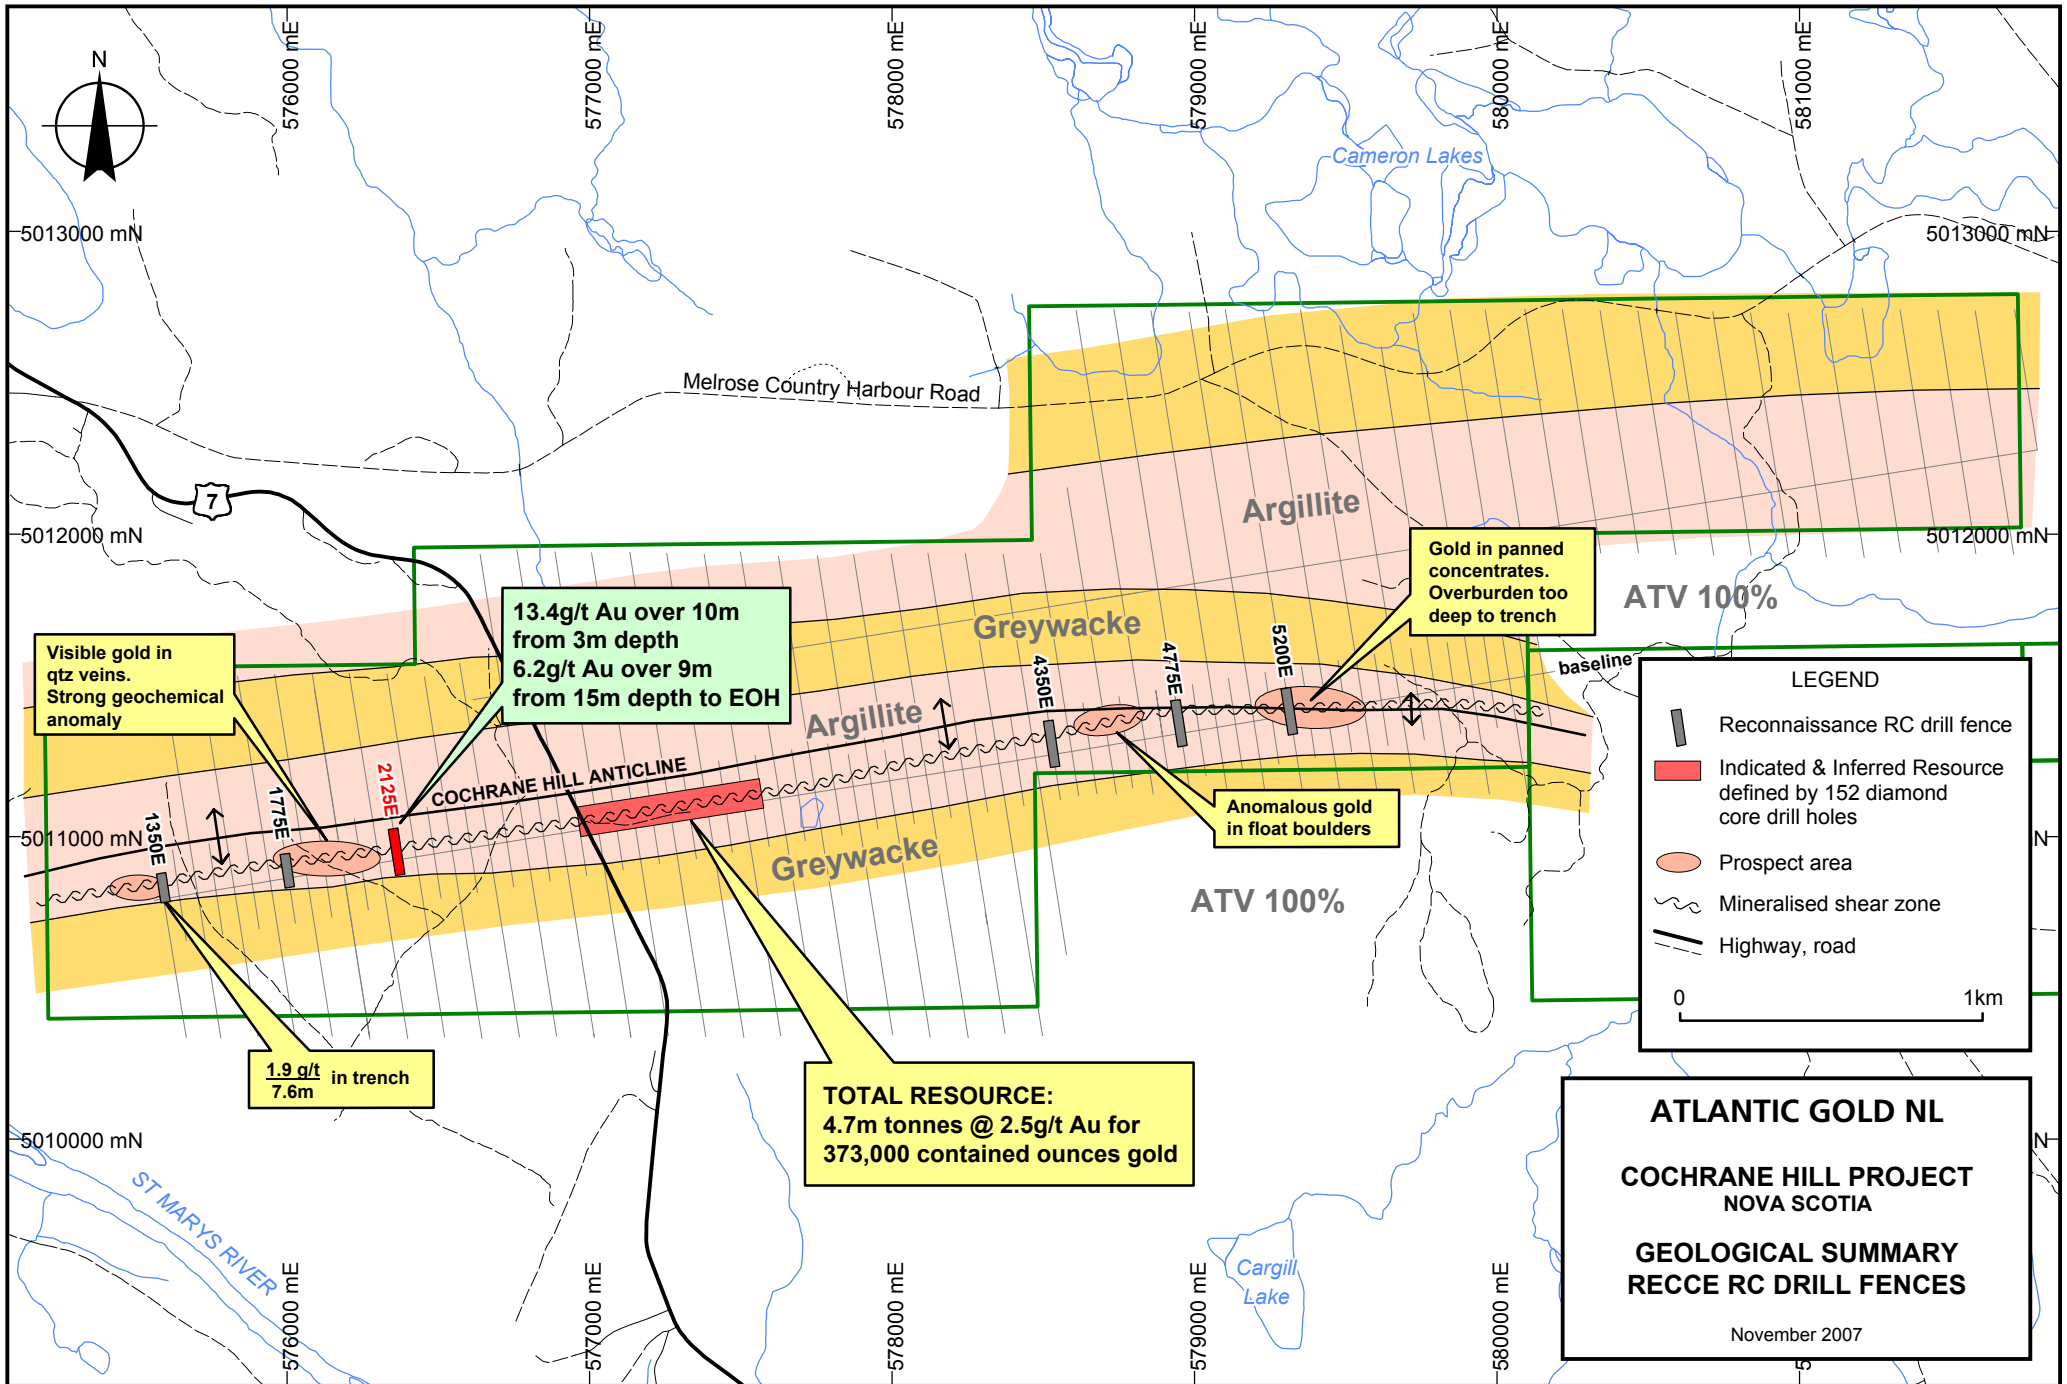 N
576000 mE
577000 mE
578000 mE
579000 mE
580000 mE
581000 mE
Cameron Lakes
5013000 mN
5013000 mN
Melrose Country Harbour Road
7
Argillite
5012000 mN
5012000 mN
Gold in panned
concentrates.
Overburden too
deep to trench
ATV 100%
13.4g/t Au over 10m
from 3m depth
6.2g/t Au over 9m
from 15m depth to EOH
Greywacke
Visible gold in
qtz veins.
Strong geochemical
anomaly
baseline
4350E
4775E
5200E
Argillite
COCHRANE HILL ANTICLINE
2125E
1775E
1350E
5011000 mN
N
Anomalous gold
in float boulders
Greywacke
ATV 100%
LEGEND
Reconnaissance RC drill fence
Indicated & Inferred Resource
defined by 152 diamond
core drill holes
Prospect area
Mineralised shear zone
Highway, road
0 1km
1.9 g/t
7.6m in trench
TOTAL RESOURCE:
4.7m tonnes @ 2.5g/t Au for
373,000 contained ounces gold
5010000 mN
N
ST MARYS RIVER
Cargill
Lake
576000 mE
577000 mE
578000 mE
579000 mE
580000 mE
ATLANTIC GOLD NL
COCHRANE HILL PROJECT
NOVA SCOTIA
GEOLOGICAL SUMMARY
RECCE RC DRILL FENCES
November 2007